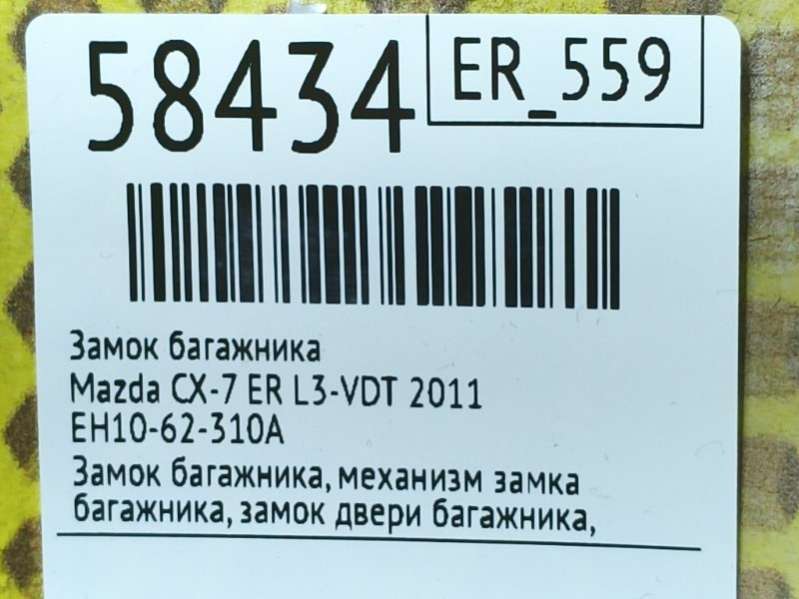 58434
ER_559
Замок багажника
Mazda CX-7 ER L3-VDT 2011
EH10-62-310A
Замок багажника, механизм замка
багажника, замок двери багажника,